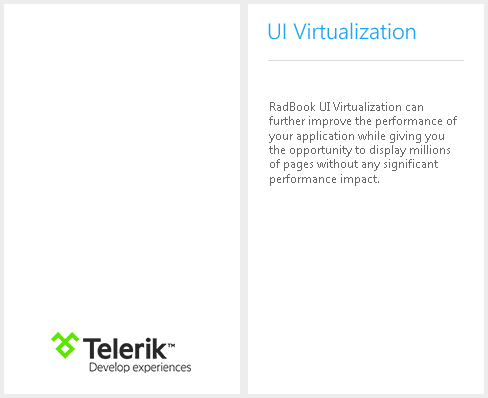 Telerik™
Develop experiences
UI Virtualization
RadBook UI Virtualization can
further improve the performance of
your application while giving you
the opportunity to display millions
of pages without any significant
performance impact.